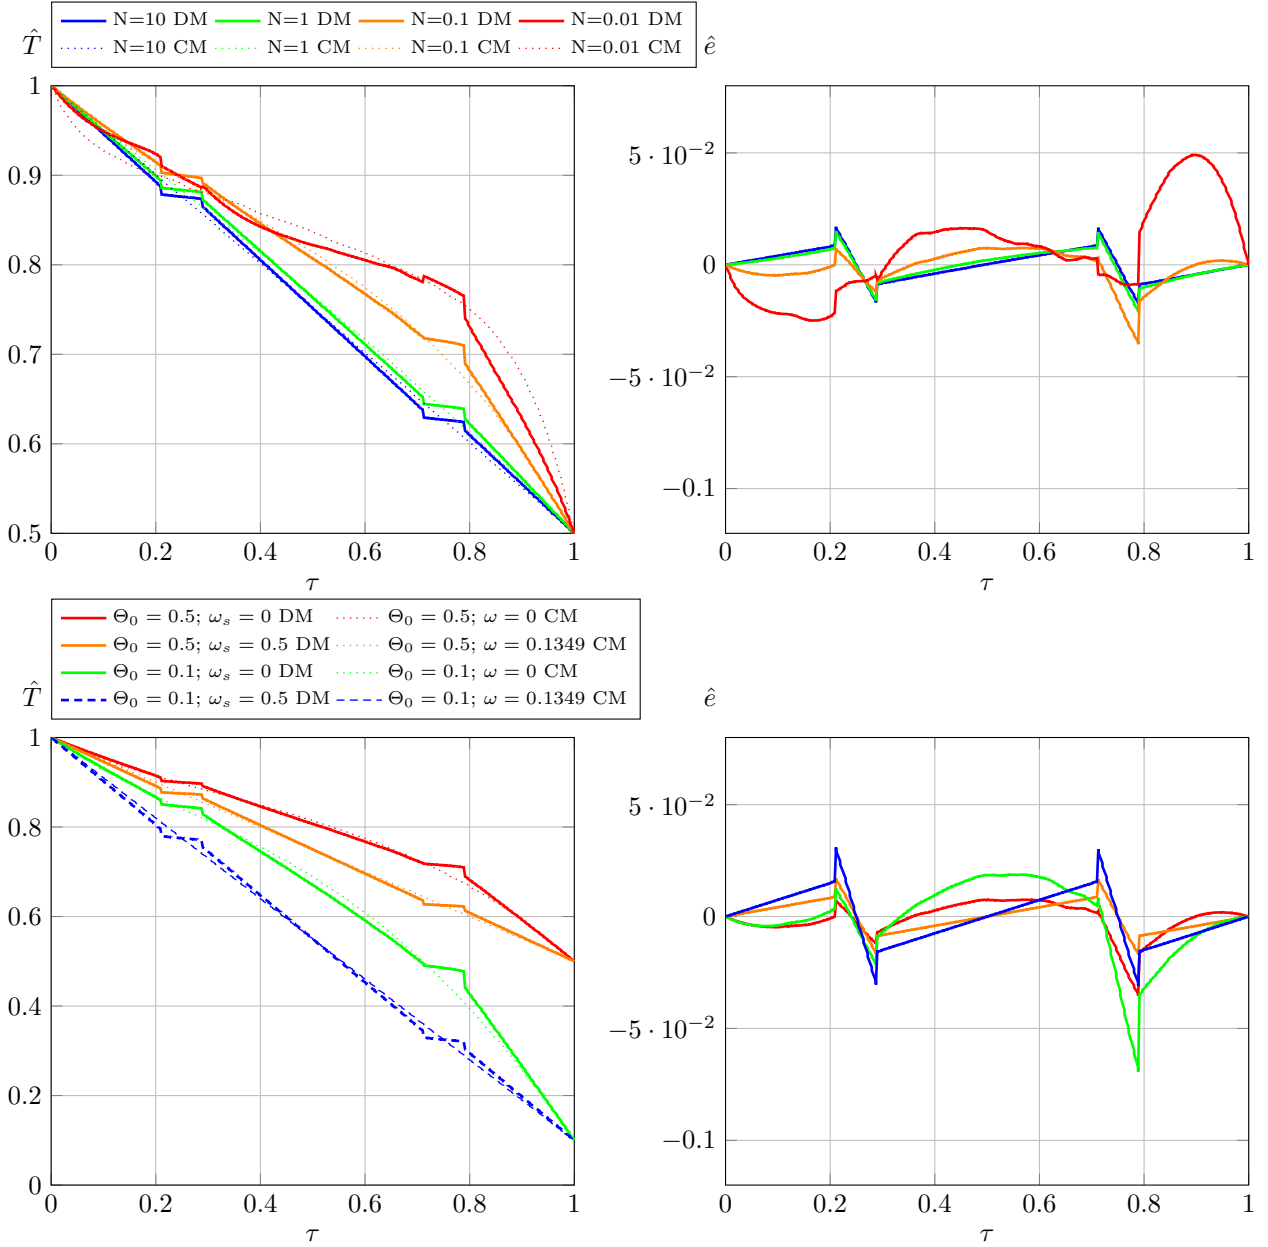 N=10 DM N=1 DM N=0.1 DM N=0.01 DM
N=10 CM N=1 CM N=0.1 CM N=0.01 CM
T̂
1
0.9
0.8
0.7
0.6
0.5
0 0.2 0.4 0.6 0.8 1
τ
ê
5 · 10⁻²
0
−5 · 10⁻²
−0.1
0 0.2 0.4 0.6 0.8 1
τ
Θ₀ = 0.5; ωₛ = 0 DM Θ₀ = 0.5; ω = 0 CM
Θ₀ = 0.5; ωₛ = 0.5 DM Θ₀ = 0.5; ω = 0.1349 CM
Θ₀ = 0.1; ωₛ = 0 DM Θ₀ = 0.1; ω = 0 CM
Θ₀ = 0.1; ωₛ = 0.5 DM Θ₀ = 0.1; ω = 0.1349 CM
T̂
1
0.8
0.6
0.4
0.2
0
0 0.2 0.4 0.6 0.8 1
τ
ê
5 · 10⁻²
0
−5 · 10⁻²
−0.1
0 0.2 0.4 0.6 0.8 1
τ